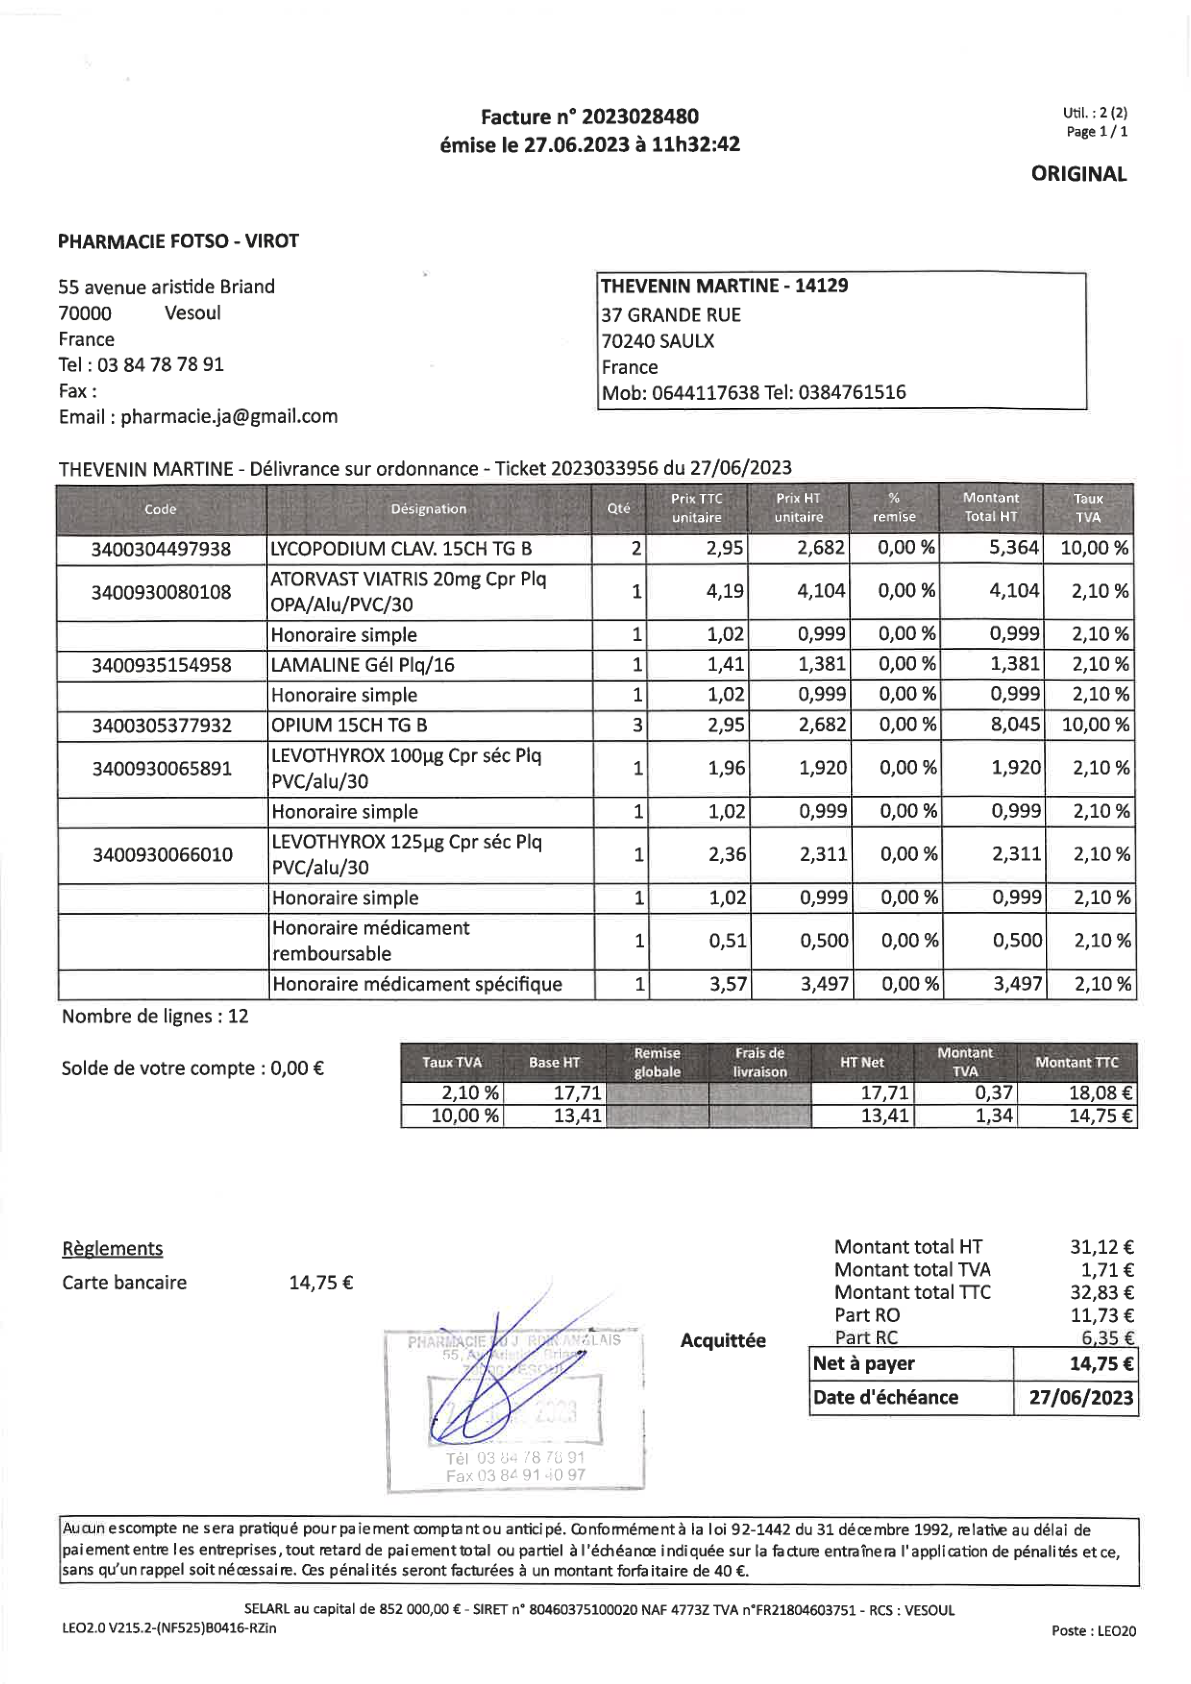 Facture n° 2023028480
émise le 27.06.2023 à 11h32:42
Util. : 2 (2)
Page 1 / 1
ORIGINAL
PHARMACIE FOTSO - VIROT
55 avenue aristide Briand
70000 Vesoul
France
Tel : 03 84 78 78 91
Fax :
Email : pharmacie.ja@gmail.com
THEVENIN MARTINE - 14129
37 GRANDE RUE
70240 SAULX
France
Mob: 0644117638 Tel: 0384761516
THEVENIN MARTINE - Délivrance sur ordonnance - Ticket 2023033956 du 27/06/2023
Code Désignation Qté Prix TTC unitaire Prix HT unitaire % remise Montant Total HT Taux TVA
3400304497938 LYCOPODIUM CLAV. 15CH TG B 2 2,95 2,682 0,00 % 5,364 10,00 %
3400930080108 ATORVAST VIATRIS 20mg Cpr Plq OPA/Alu/PVC/30 1 4,19 4,104 0,00 % 4,104 2,10 %
Honoraire simple 1 1,02 0,999 0,00 % 0,999 2,10 %
3400935154958 LAMALINE Gél Plq/16 1 1,41 1,381 0,00 % 1,381 2,10 %
Honoraire simple 1 1,02 0,999 0,00 % 0,999 2,10 %
3400305377932 OPIUM 15CH TG B 3 2,95 2,682 0,00 % 8,045 10,00 %
3400930065891 LEVOTHYROX 100µg Cpr séc Plq PVC/alu/30 1 1,96 1,920 0,00 % 1,920 2,10 %
Honoraire simple 1 1,02 0,999 0,00 % 0,999 2,10 %
3400930066010 LEVOTHYROX 125µg Cpr séc Plq PVC/alu/30 1 2,36 2,311 0,00 % 2,311 2,10 %
Honoraire simple 1 1,02 0,999 0,00 % 0,999 2,10 %
Honoraire médicament remboursable 1 0,51 0,500 0,00 % 0,500 2,10 %
Honoraire médicament spécifique 1 3,57 3,497 0,00 % 3,497 2,10 %
Nombre de lignes : 12
Solde de votre compte : 0,00 €
Taux TVA Base HT Remise globale Frais de livraison HT Net Montant TVA Montant TTC
2,10 % 17,71 17,71 0,37 18,08 €
10,00 % 13,41 13,41 1,34 14,75 €
Règlements
Carte bancaire 14,75 €
Montant total HT 31,12 €
Montant total TVA 1,71 €
Montant total TTC 32,83 €
Part RO 11,73 €
Part RC 6,35 €
Acquittée
Net à payer 14,75 €
Date d'échéance 27/06/2023
PHARMACIE
55,
2023
Tél 03 84 78 78 91
Fax 03 84 91 40 97
Aucun escompte ne sera pratiqué pour paiement comptant ou anticipé. Conformément à la loi 92-1442 du 31 décembre 1992, relative au délai de
paiement entre les entreprises, tout retard de paiement total ou partiel à l'échéance indiquée sur la facture entraînera l'application de pénalités et ce,
sans qu'un rappel soit nécessaire. Ces pénalités seront facturées à un montant forfaitaire de 40 €.
SELARL au capital de 852 000,00 € - SIRET n° 80460375100020 NAF 4773Z TVA n°FR21804603751 - RCS : VESOUL
LEO2.0 V215.2-(NF525)B0416-RZin
Poste : LEO20